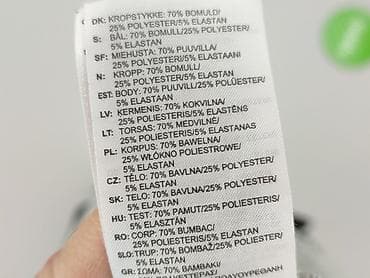 DK: KROPSTYKKE: 70% BOMULD/
25% POLYESTER/5% ELASTAN
S: BÅL: 70% BOMULL/25% POLYESTER/
5% ELASTAN
SF: MIEHUSTA: 70% PUUVILLA/
25% POLYESTERI/5% ELASTAANI
N: KROPP: 70% BOMULL/
25% POLYESTER/5% ELASTAN
EST: BODY: 70% PUUVILL/25% POLÜESTER/
5% ELASTAAN
LV: KERMENIS: 70% KOKVILNA/
25% POLIESTERIS/5% ELASTĒNS
LT: TORSAS: 70% MEDVILNĖ/
25% POLIESTERIS/5% ELASTANAS
PL: KORPUS: 70% BAWEŁNA/
25% WŁÓKNO POLIESTROWE/
5% ELASTAN
CZ: TĚLO: 70% BAVLNA/25% POLYESTER/
5% ELASTAN
SK: TELO: 70% BAVLNA/25% POLYESTER/
5% ELASTAN
HU: TEST: 70% PAMUT/25% POLIÉSZTER/
5% ELASZTÁN
RO: CORP: 70% BUMBAC/
25% POLIESTER/5% ELASTAN
SLO: TRUP: 70% BOMBAŽ/25% POLIESTER/
5% ELASTAN
GR: ΣΩΜΑ: 70% ΒΑΜΒΑΚΙ/